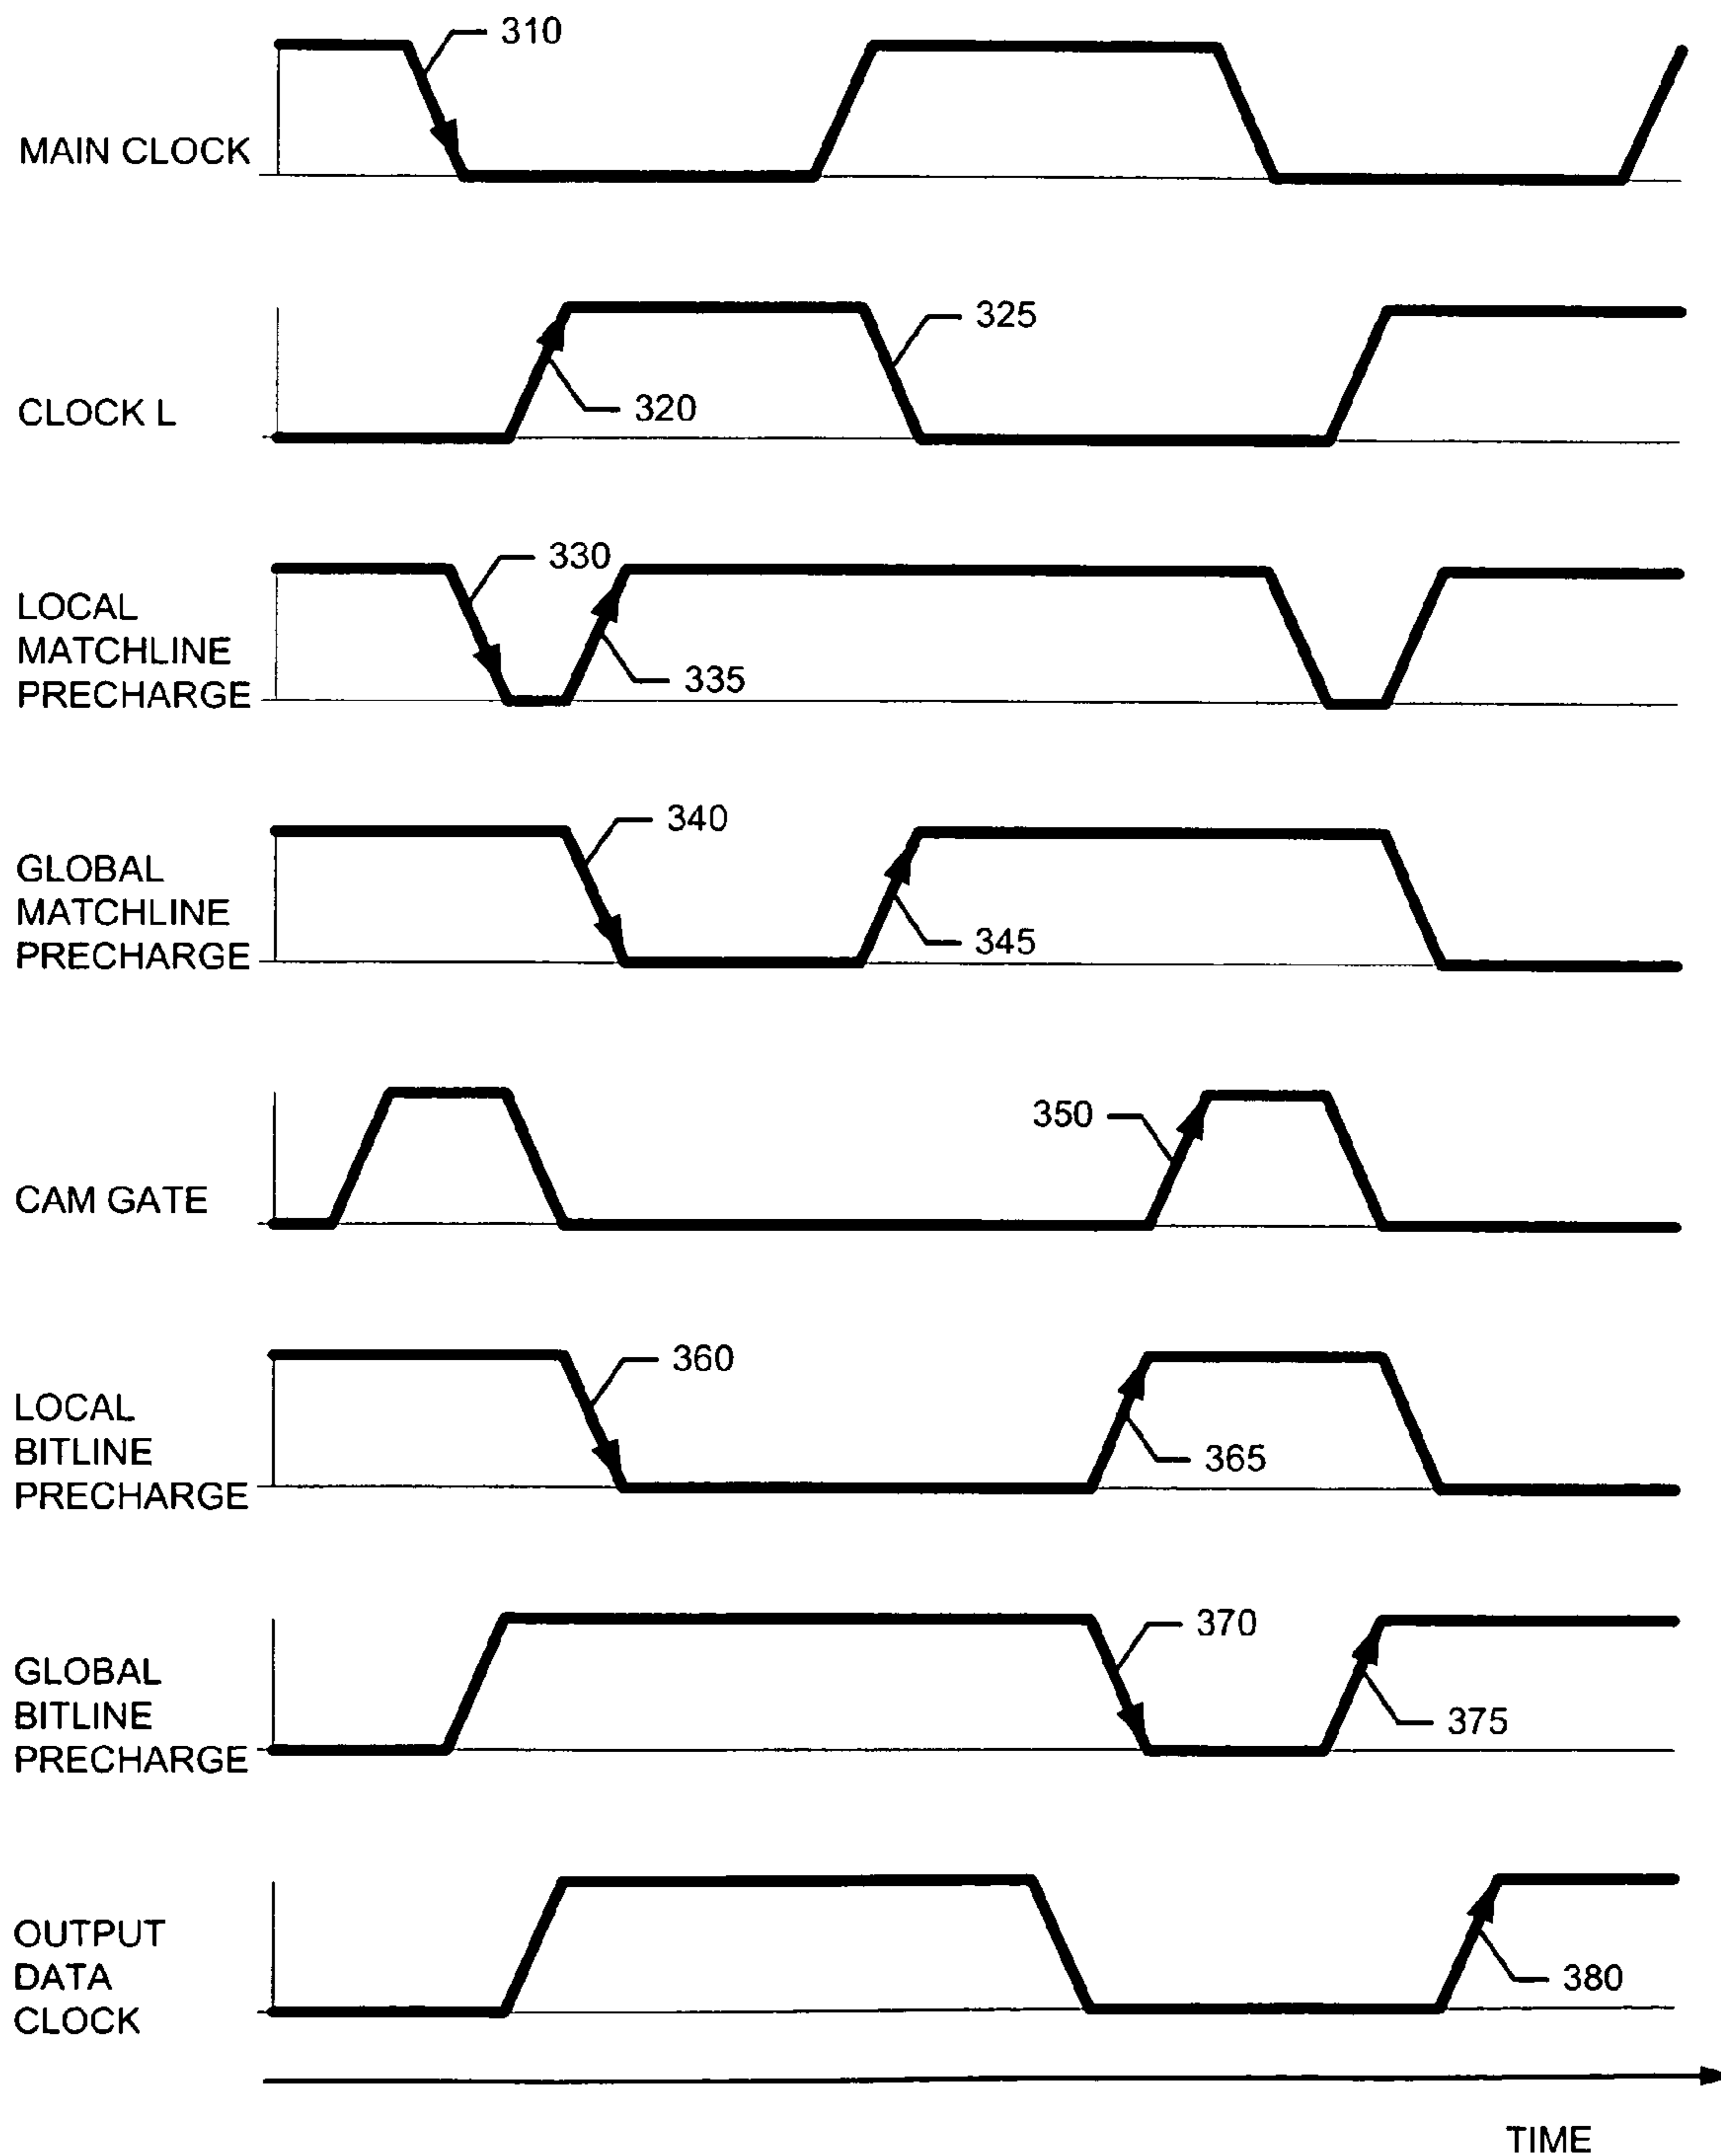 310
MAIN CLOCK
325
CLOCK L
320
330
LOCAL
MATCHLINE
PRECHARGE
335
340
GLOBAL
MATCHLINE
PRECHARGE
345
350
CAM GATE
360
LOCAL
BITLINE
PRECHARGE
365
370
GLOBAL
BITLINE
PRECHARGE
375
OUTPUT
DATA
CLOCK
380
TIME